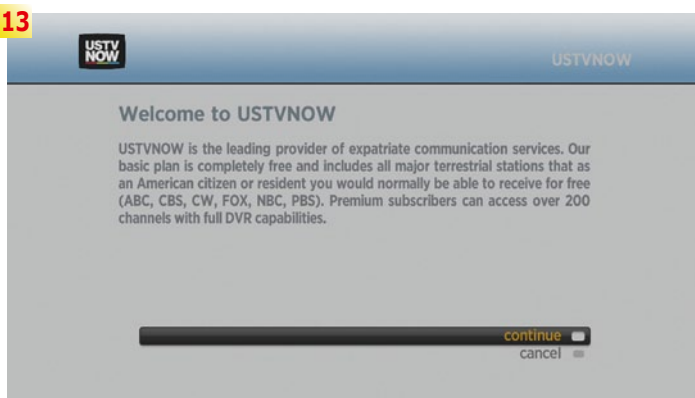 13
USTV
NOW
USTVNOW
Welcome to USTVNOW
USTVNOW is the leading provider of expatriate communication services. Our
basic plan is completely free and includes all major terrestrial stations that as
an American citizen or resident you would normally be able to receive for free
(ABC, CBS, CW, FOX, NBC, PBS). Premium subscribers can access over 200
channels with full DVR capabilities.
continue
cancel